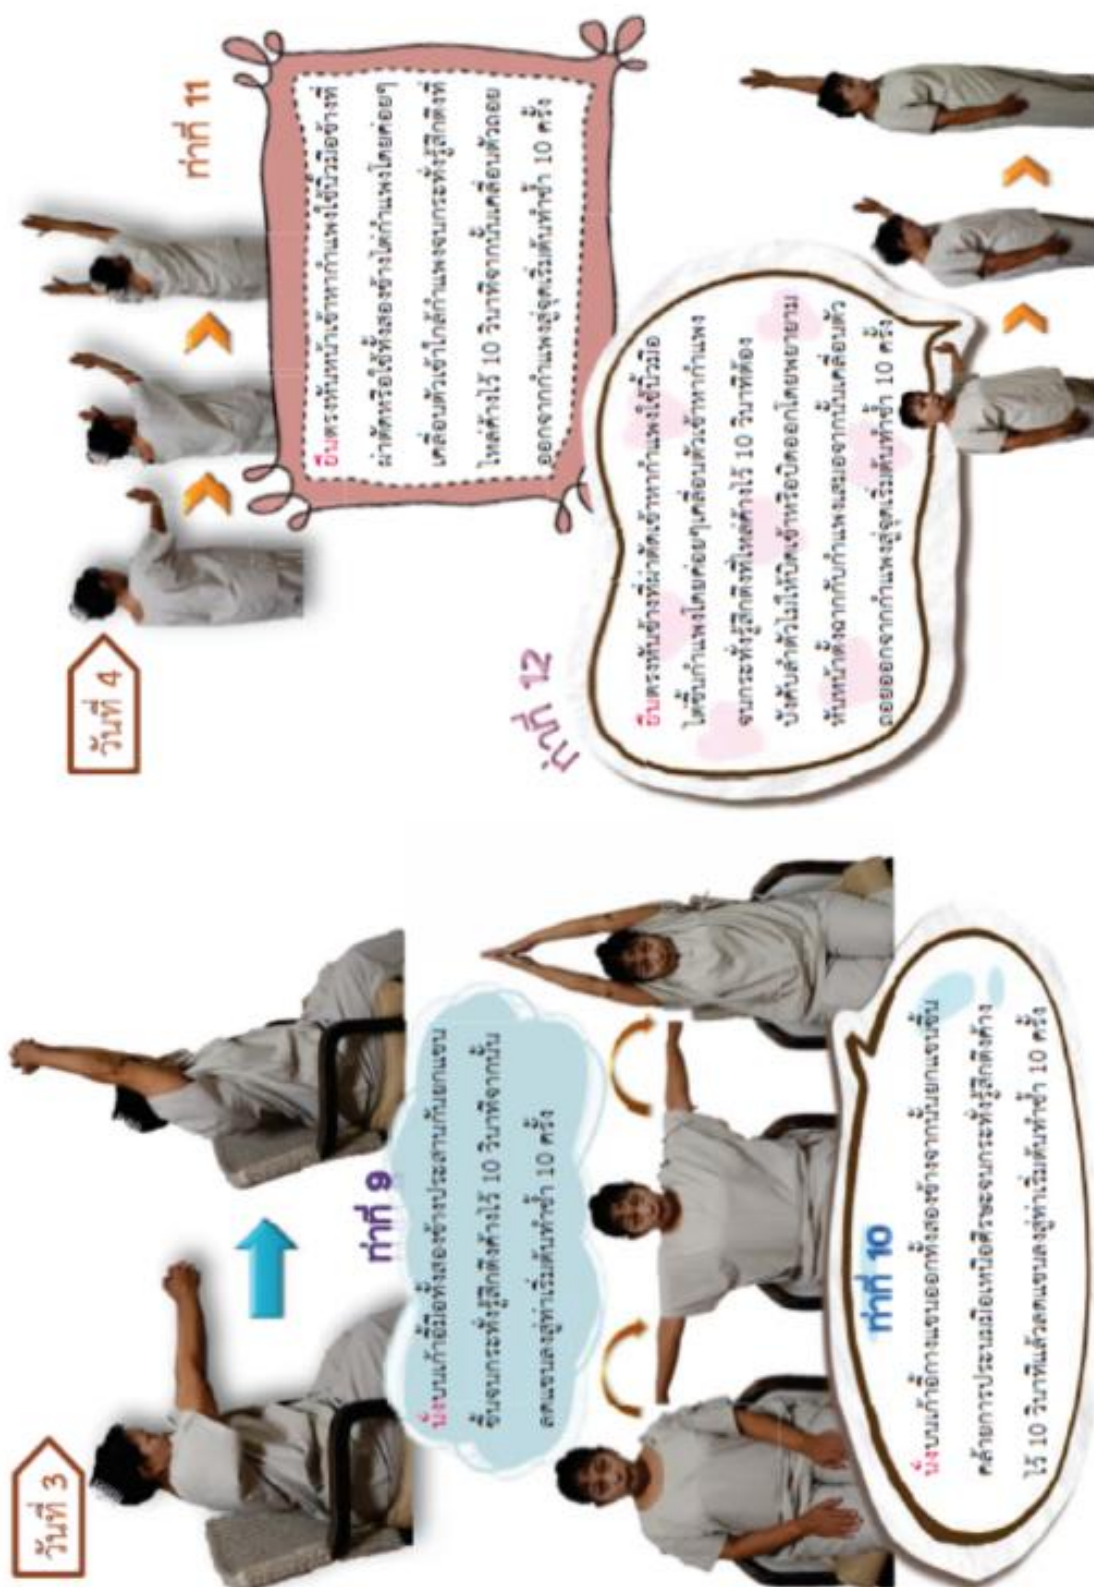 วันที่ 3
ท่าที่ 9
นั่งบนเก้าอี้มือทั้งสองข้างประสานกันยกแขน
ขึ้นจนกระทั่งรู้สึกตึงค้างไว้ 10 วินาทีจากนั้น
ลดแขนลงสู่ท่าเริ่มต้นทำซ้ำ 10 ครั้ง
ท่าที่ 10
นั่งบนเก้าอี้กางแขนออกทั้งสองข้างจากนั้นยกแขนขึ้น
คล้ายการประนมมือเหนือศีรษะจนกระทั่งรู้สึกตึงค้าง
ไว้ 10 วินาทีแล้วลดแขนลงสู่ท่าเริ่มต้นทำซ้ำ 10 ครั้ง
วันที่ 4
ท่าที่ 11
ยืนตรงหันหน้าเข้าหากำแพงใช้นิ้วมือข้างที่
ผ่าตัดหรือใช้ทั้งสองข้างไต่กำแพงโดยค่อยๆ
เคลื่อนตัวเข้าใกล้กำแพงจนกระทั่งรู้สึกตึงที่
ไหล่ค้างไว้ 10 วินาทีจากนั้นเคลื่อนตัวถอย
ออกจากกำแพงสู่จุดเริ่มต้นทำซ้ำ 10 ครั้ง
ท่าที่ 12
ยืนตรงหันข้างที่ผ่าตัดเข้าหากำแพงใช้นิ้วมือ
ไต่ขึ้นกำแพงโดยค่อยๆเคลื่อนตัวเข้าหากำแพง
จนกระทั่งรู้สึกตึงที่ไหล่ค้างไว้ 10 วินาทีต้อง
บังคับลำตัวไม่ให้บิดเข้าหรือบิดออกโดยพยายาม
หันหน้าตั้งฉากกับกำแพงเสมอจากนั้นเคลื่อนตัว
ถอยออกจากกำแพงสู่จุดเริ่มต้นทำซ้ำ 10 ครั้ง